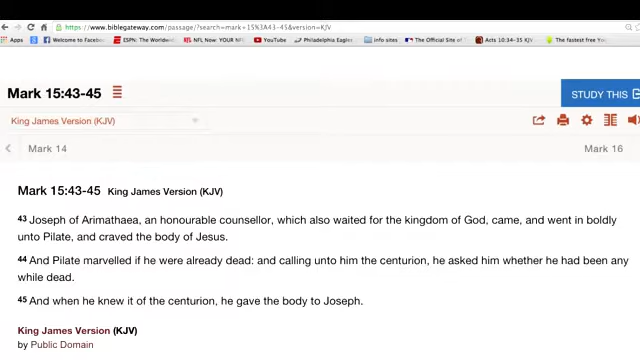 https://www.biblegateway.com/passage/?search=mark+15%3A43-45&version=KJV
Apps Welcome to Faceboo ESPN: The Worldwi NFL Now: YOUR NF YouTube Philadelphia Eagles info sites The Official Site of Acts 10:34-35 KJV The fastest free You
Mark 15:43-45
STUDY THIS
King James Version (KJV)
Mark 14 Mark 16
Mark 15:43-45 King James Version (KJV)
43 Joseph of Arimathaea, an honourable counsellor, which also waited for the kingdom of God, came, and went in boldly
unto Pilate, and craved the body of Jesus.
44 And Pilate marvelled if he were already dead: and calling unto him the centurion, he asked him whether he had been any
while dead.
45 And when he knew it of the centurion, he gave the body to Joseph.
King James Version (KJV)
by Public Domain